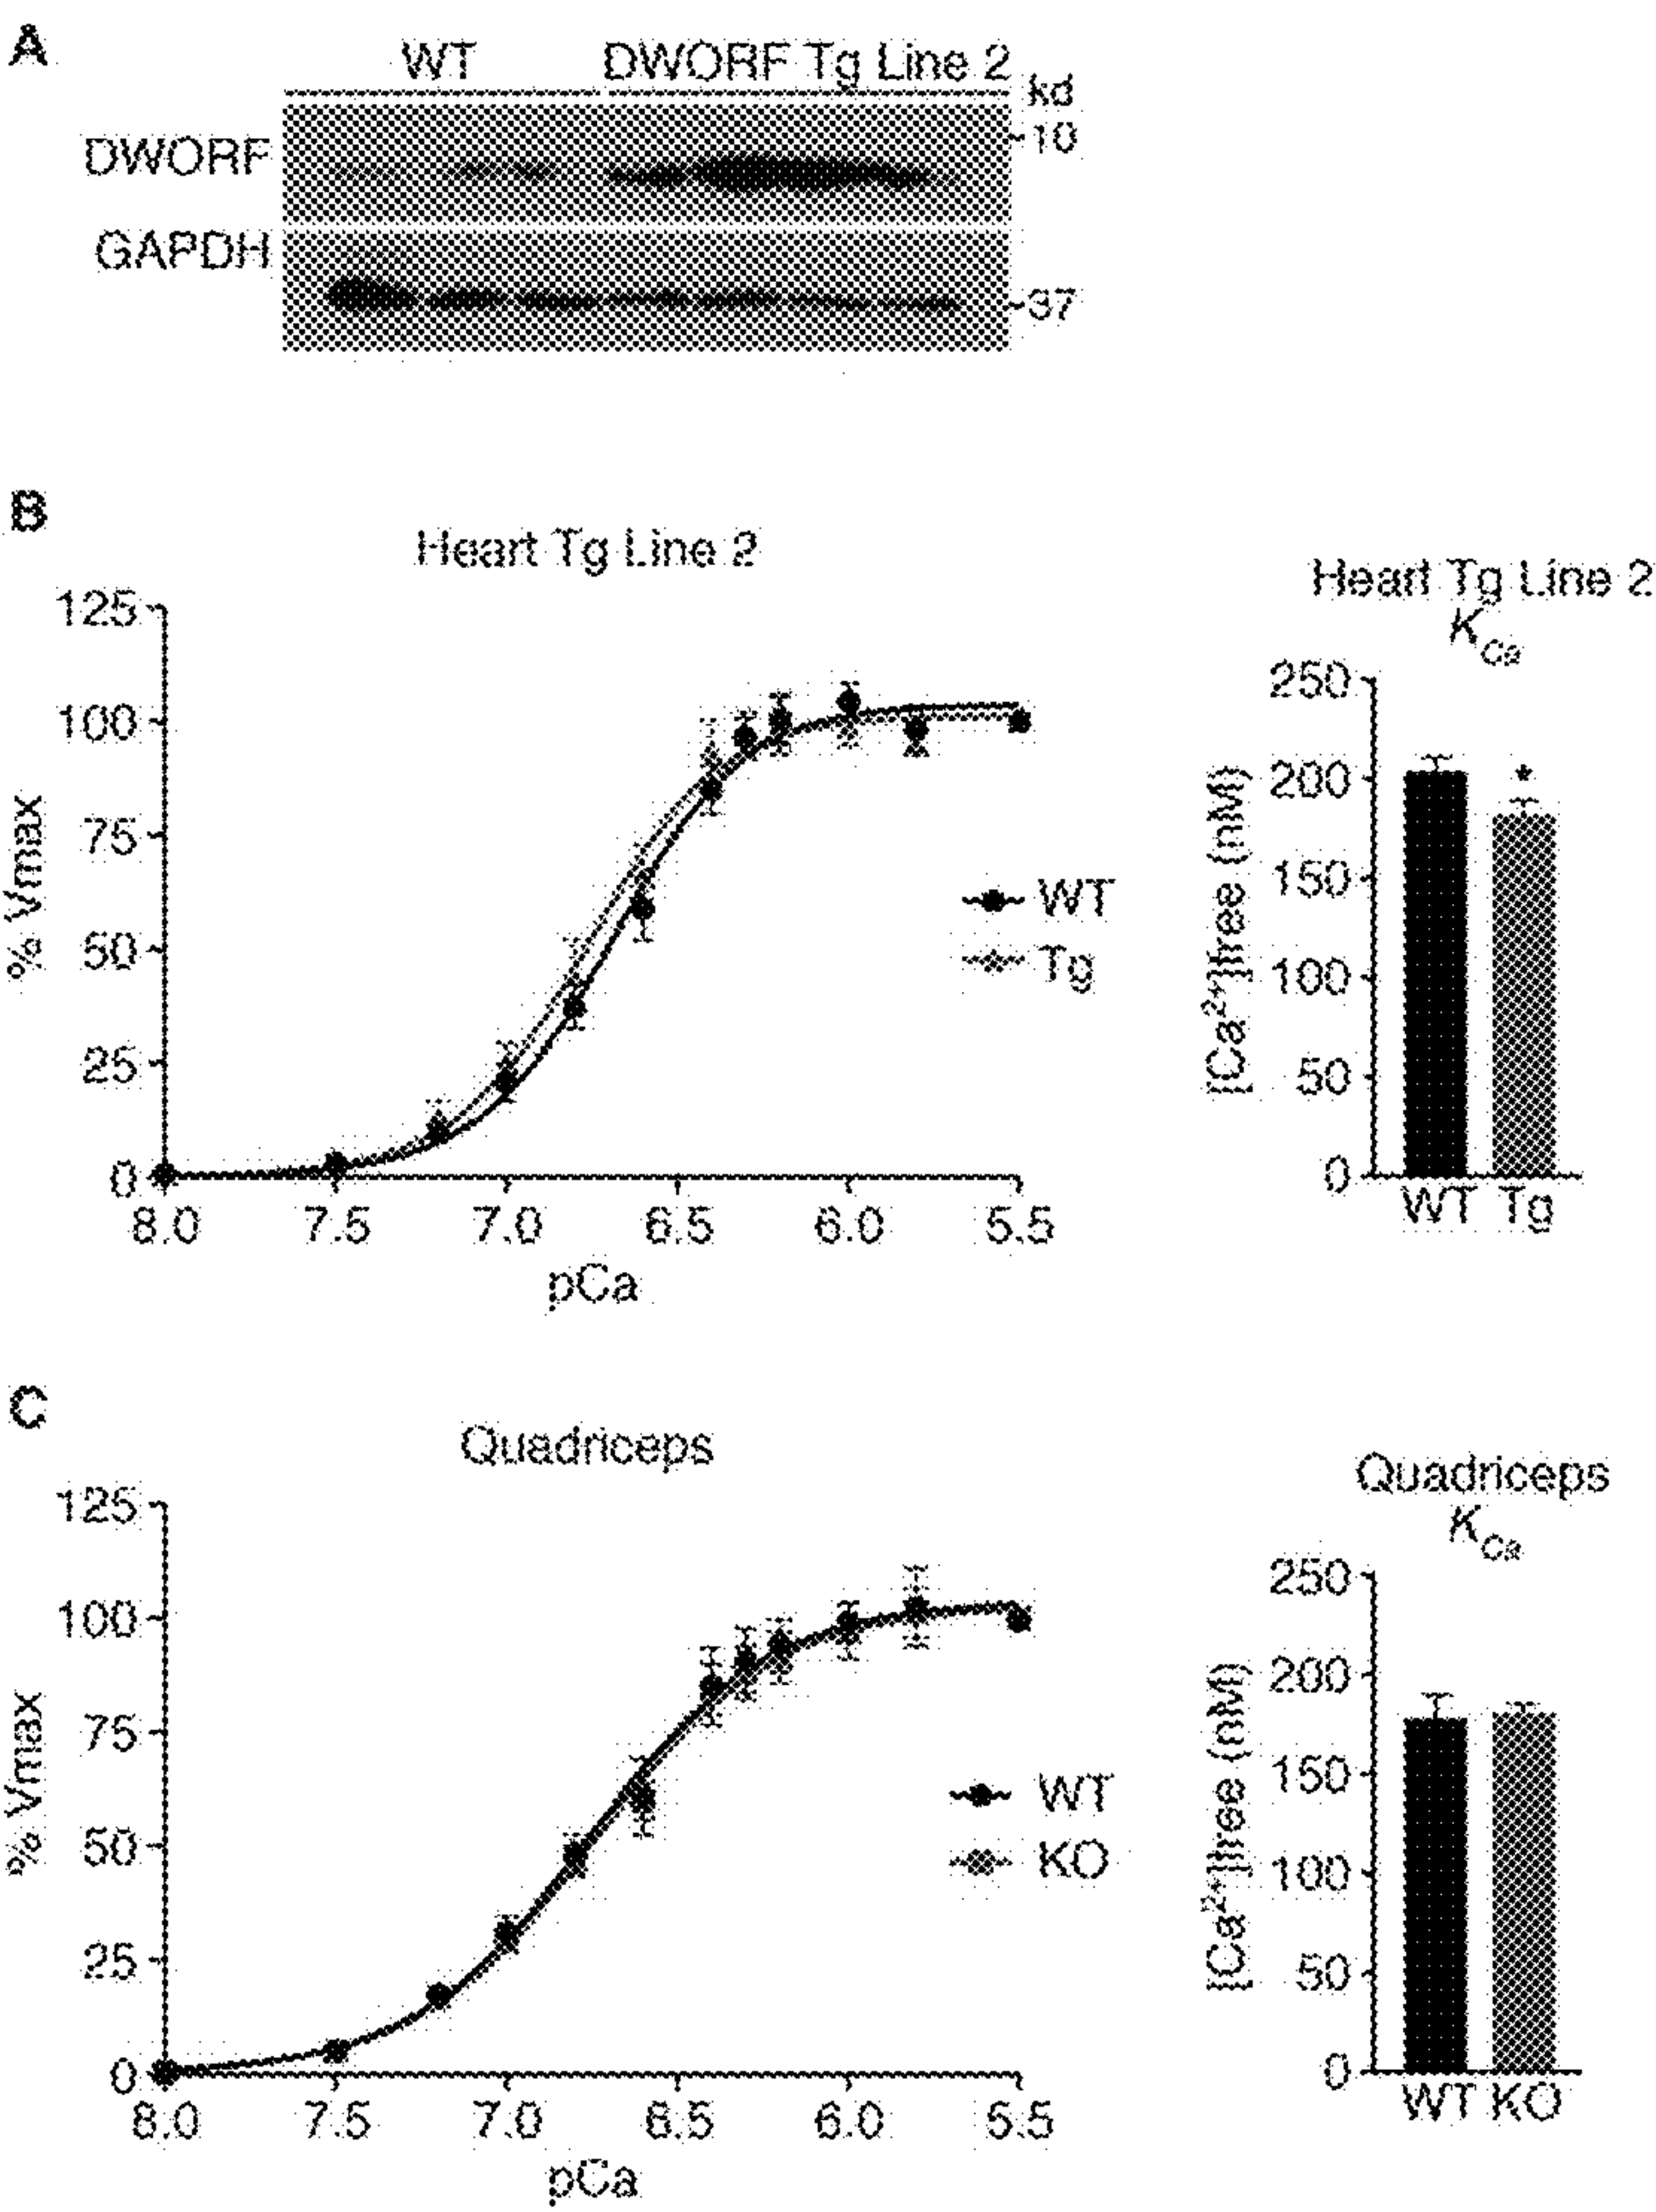 A
WT DWORF Tg Line 2
kd
DWORF
10
GAPDH
37
B
Heart Tg Line 2
% Vmax
125
100
75
50
25
0
8.0 7.5 7.0 6.5 6.0 5.5
pCa
WT
Tg
Heart Tg Line 2
KCa
[Ca2+]free (nM)
250
200
150
100
50
0
*
WT Tg
C
Quadriceps
% Vmax
125
100
75
50
25
0
8.0 7.5 7.0 6.5 6.0 5.5
pCa
WT
KO
Quadriceps
KCa
[Ca2+]free (nM)
250
200
150
100
50
0
WT KO